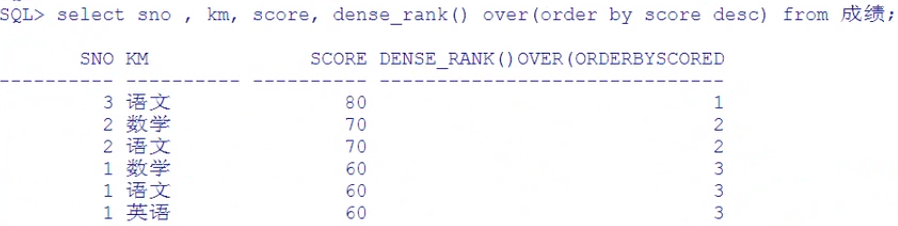 SQL> select sno , km, score, dense_rank() over(order by score desc) from 成绩;
SNO KM SCORE DENSE_RANK()OVER(ORDERBYSCORED
---------- ---------- ---------- ------------------------------
3 语文 80 1
2 数学 70 2
2 语文 70 2
1 数学 60 3
1 语文 60 3
1 英语 60 3